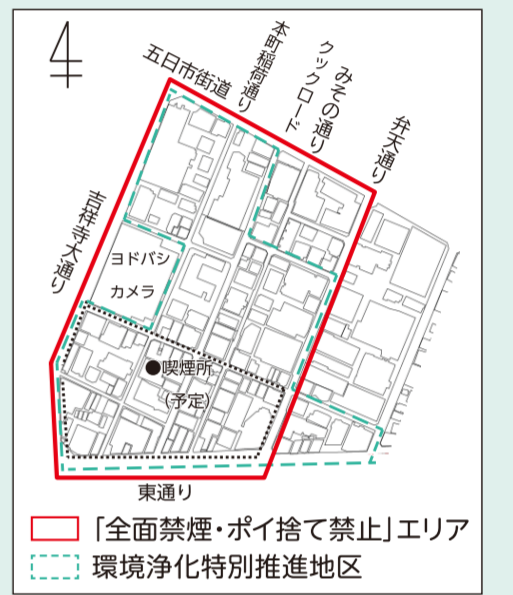 五日市街道
本町稲荷通り
クックロード
みその通り
弁天通り
吉祥寺大通り
ヨドバシ
カメラ
喫煙所
(予定)
東通り
「全面禁煙・ポイ捨て禁止」エリア
環境浄化特別推進地区